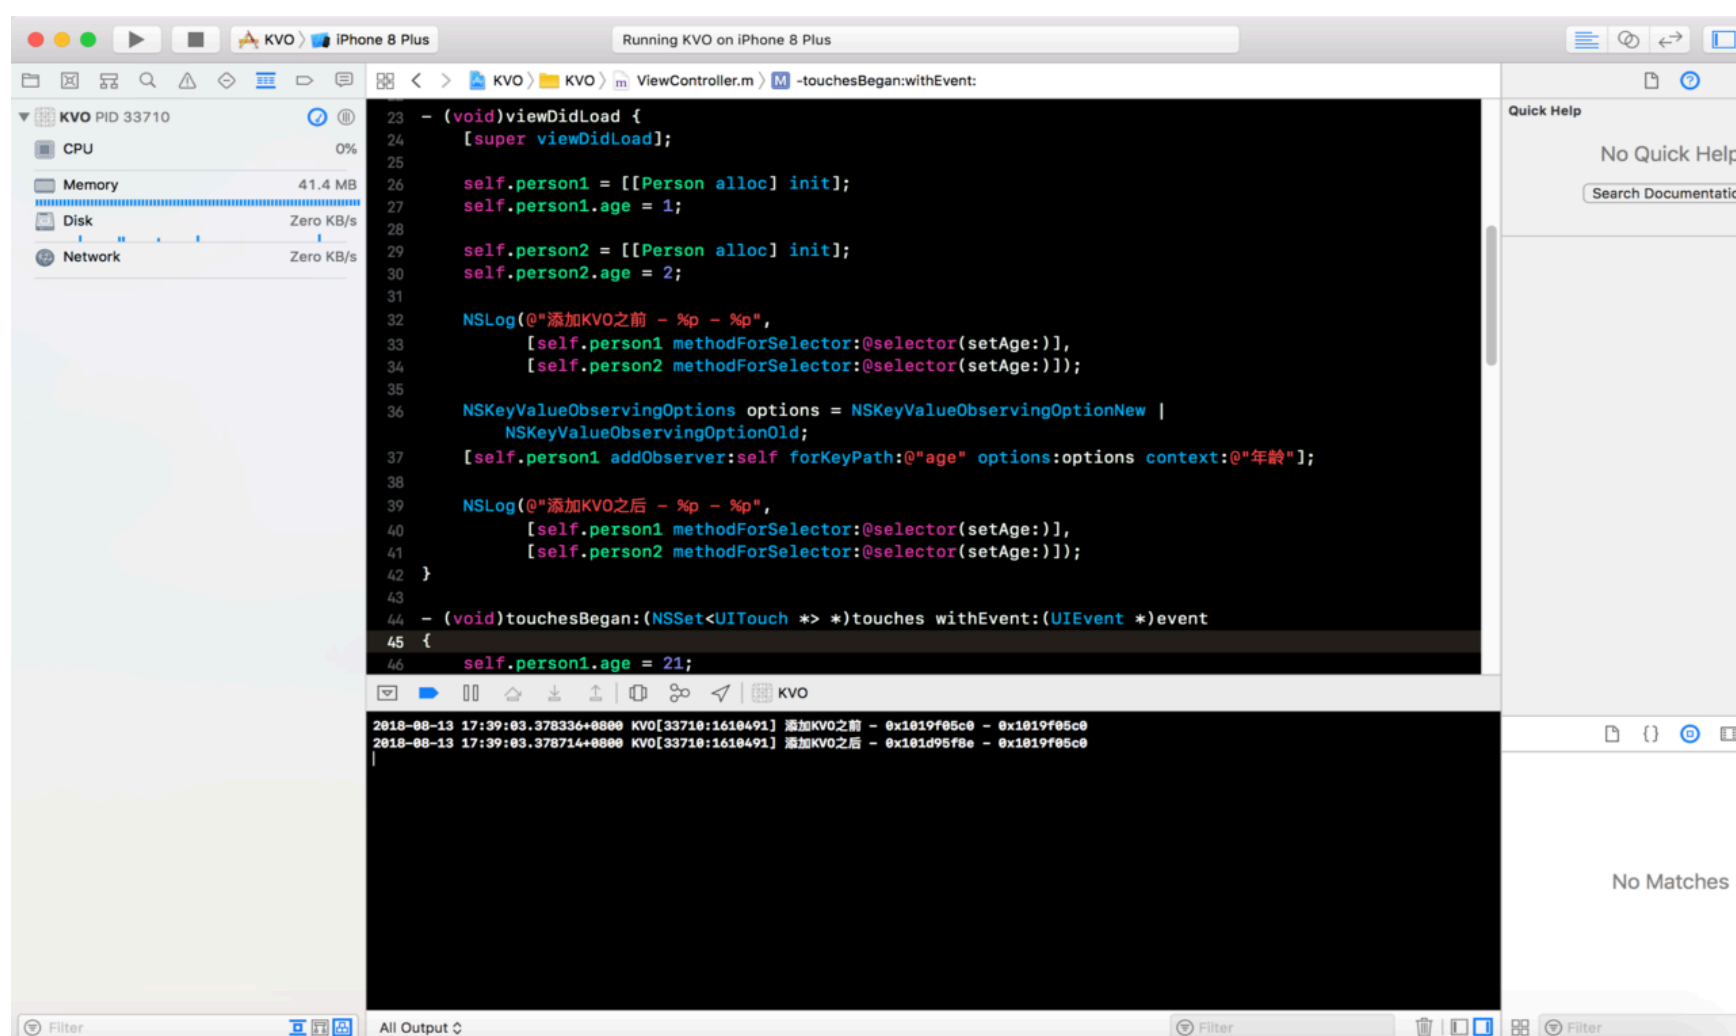 KVO iPhone 8 Plus
Running KVO on iPhone 8 Plus
KVO KVO ViewController.m M -touchesBegan:withEvent:
KVO PID 33710
CPU 0%
Memory 41.4 MB
Disk Zero KB/s
Network Zero KB/s
23 - (void)viewDidLoad {
24 [super viewDidLoad];
25
26 self.person1 = [[Person alloc] init];
27 self.person1.age = 1;
28
29 self.person2 = [[Person alloc] init];
30 self.person2.age = 2;
31
32 NSLog(@"添加KVO之前 - %p - %p",
33 [self.person1 methodForSelector:@selector(setAge:)],
34 [self.person2 methodForSelector:@selector(setAge:)]);
35
36 NSKeyValueObservingOptions options = NSKeyValueObservingOptionNew |
NSKeyValueObservingOptionOld;
37 [self.person1 addObserver:self forKeyPath:@"age" options:options context:@"年龄"];
38
39 NSLog(@"添加KVO之后 - %p - %p",
40 [self.person1 methodForSelector:@selector(setAge:)],
41 [self.person2 methodForSelector:@selector(setAge:)]);
42 }
43
44 - (void)touchesBegan:(NSSet<UITouch *> *)touches withEvent:(UIEvent *)event
45 {
46 self.person1.age = 21;
KVO
2018-08-13 17:39:03.378336+0800 KVO[33710:1610491] 添加KVO之前 - 0x1019f05c0 - 0x1019f05c0
2018-08-13 17:39:03.378714+0800 KVO[33710:1610491] 添加KVO之后 - 0x101d95f8e - 0x1019f05c0
Filter
All Output
Filter
Quick Help
No Quick Help
Search Documentatio
{}
No Matches
Filter